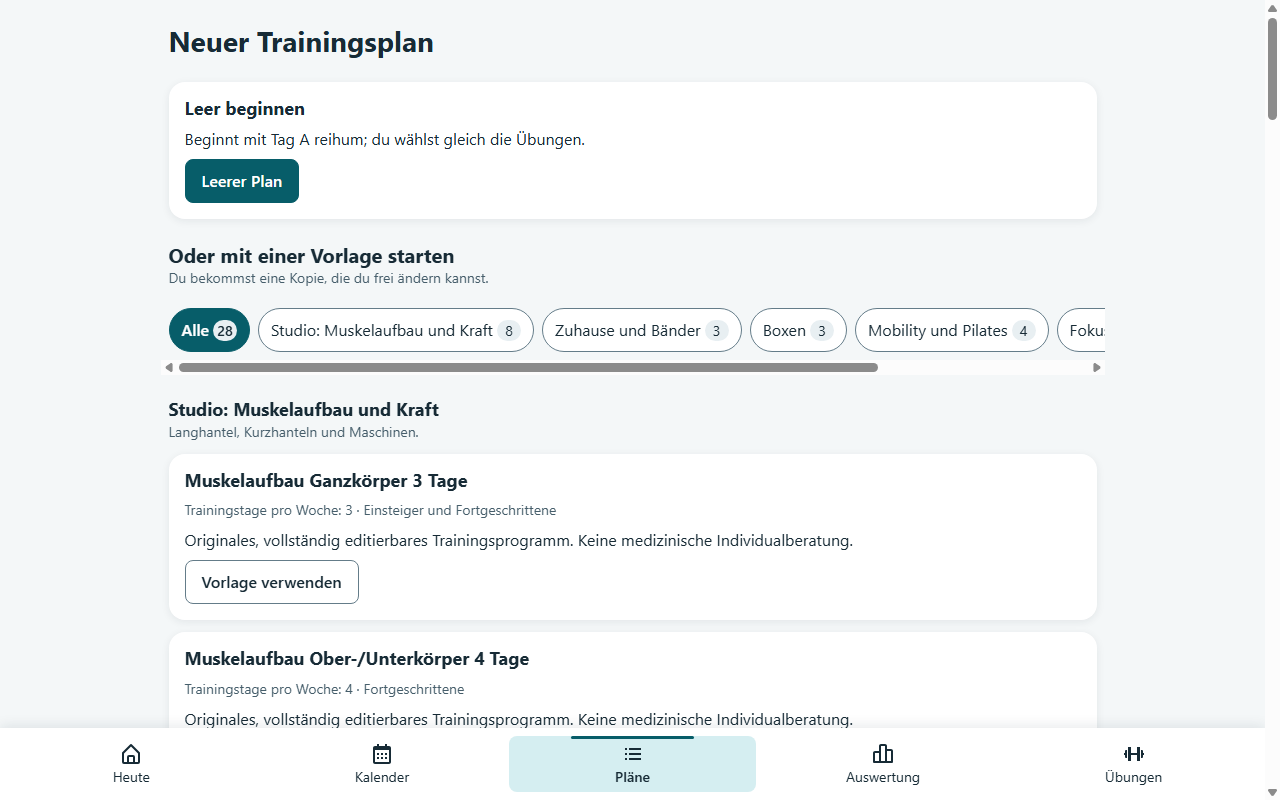 Neuer Trainingsplan
Leer beginnen
Beginnt mit Tag A reihum; du wählst gleich die Übungen.
Leerer Plan
Oder mit einer Vorlage starten
Du bekommst eine Kopie, die du frei ändern kannst.
Alle 28
Studio: Muskelaufbau und Kraft 8
Zuhause und Bänder 3
Boxen 3
Mobility und Pilates 4
Studio: Muskelaufbau und Kraft
Langhantel, Kurzhanteln und Maschinen.
Muskelaufbau Ganzkörper 3 Tage
Trainingstage pro Woche: 3 · Einsteiger und Fortgeschrittene
Originales, vollständig editierbares Trainingsprogramm. Keine medizinische Individualberatung.
Vorlage verwenden
Muskelaufbau Ober-/Unterkörper 4 Tage
Trainingstage pro Woche: 4 · Fortgeschrittene
Originales, vollständig editierbares Trainingsprogramm. Keine medizinische Individualberatung.
Heute
Kalender
Pläne
Auswertung
Übungen